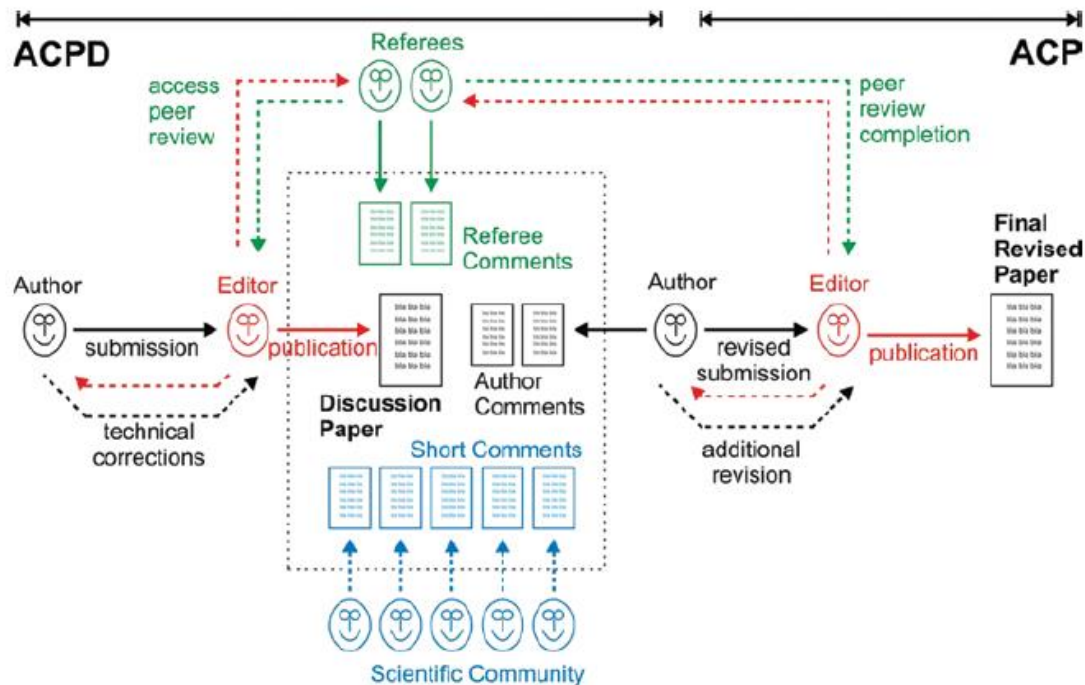 ACPD
Referees
ACP
access
peer
review
peer
review
completion
Referee
Comments
Final
Revised
Paper
Author
Editor
Author
Editor
submission
publication
revised
submission
publication
Author
Comments
Discussion
Paper
technical
corrections
additional
revision
Short Comments
Scientific Community